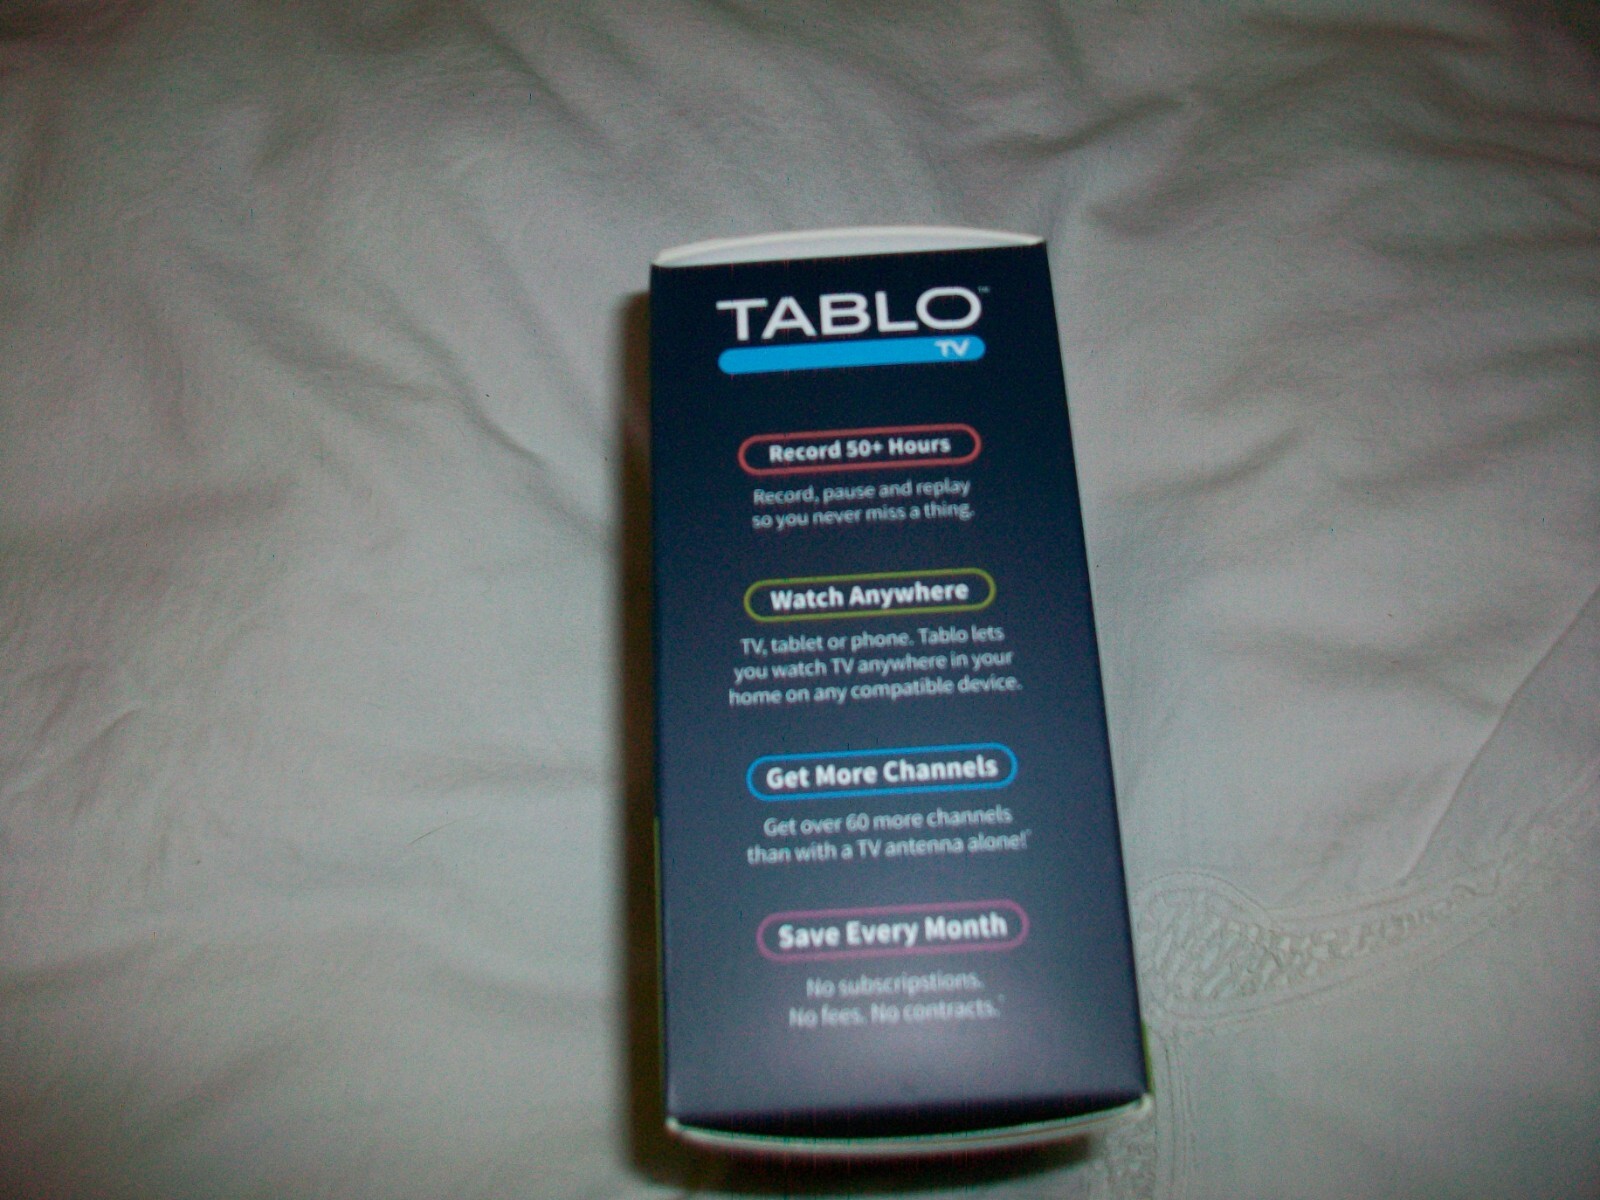 TABLO™
TV
Record 50+ Hours
Record, pause and replay
so you never miss a thing.
Watch Anywhere
TV, tablet or phone. Tablo lets
you watch TV anywhere in your
home on any compatible device.
Get More Channels
Get over 60 more channels
than with a TV antenna alone!*
Save Every Month
No subscripstions.
No fees. No contracts.*